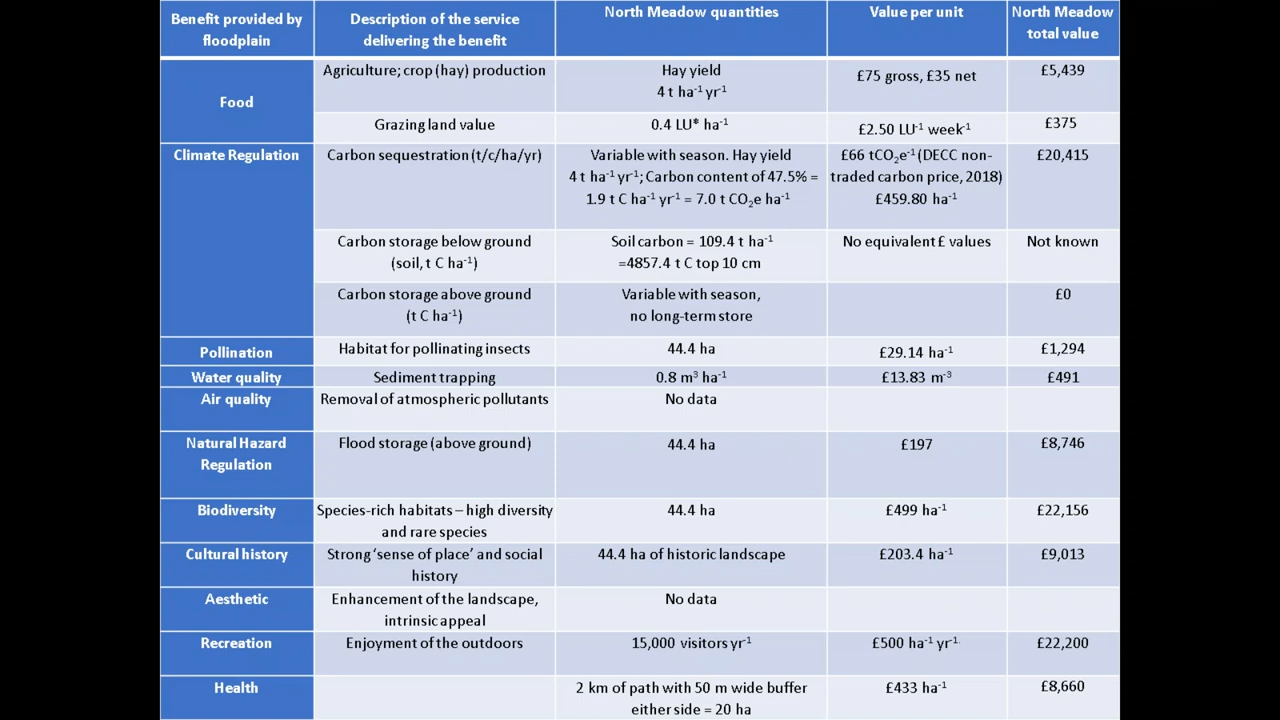 Benefit provided by
floodplain
Description of the service
delivering the benefit
North Meadow quantities
Value per unit
North Meadow
total value
Food
Agriculture; crop (hay) production
Hay yield
4 t ha⁻¹ yr⁻¹
£75 gross, £35 net
£5,439
Grazing land value
0.4 LU* ha⁻¹
£2.50 LU⁻¹ week⁻¹
£375
Climate Regulation
Carbon sequestration (t/c/ha/yr)
Variable with season. Hay yield
4 t ha⁻¹ yr⁻¹; Carbon content of 47.5% =
1.9 t C ha⁻¹ yr⁻¹ = 7.0 t CO₂e ha⁻¹
£66 tCO₂e⁻¹ (DECC non-
traded carbon price, 2018)
£459.80 ha⁻¹
£20,415
Carbon storage below ground
(soil, t C ha⁻¹)
Soil carbon = 109.4 t ha⁻¹
=4857.4 t C top 10 cm
No equivalent £ values
Not known
Carbon storage above ground
(t C ha⁻¹)
Variable with season,
no long-term store
£0
Pollination
Habitat for pollinating insects
44.4 ha
£29.14 ha⁻¹
£1,294
Water quality
Sediment trapping
0.8 m³ ha⁻¹
£13.83 m⁻³
£491
Air quality
Removal of atmospheric pollutants
No data
Natural Hazard
Regulation
Flood storage (above ground)
44.4 ha
£197
£8,746
Biodiversity
Species-rich habitats – high diversity
and rare species
44.4 ha
£499 ha⁻¹
£22,156
Cultural history
Strong 'sense of place' and social
history
44.4 ha of historic landscape
£203.4 ha⁻¹
£9,013
Aesthetic
Enhancement of the landscape,
intrinsic appeal
No data
Recreation
Enjoyment of the outdoors
15,000 visitors yr⁻¹
£500 ha⁻¹ yr⁻¹.
£22,200
Health
2 km of path with 50 m wide buffer
either side = 20 ha
£433 ha⁻¹
£8,660